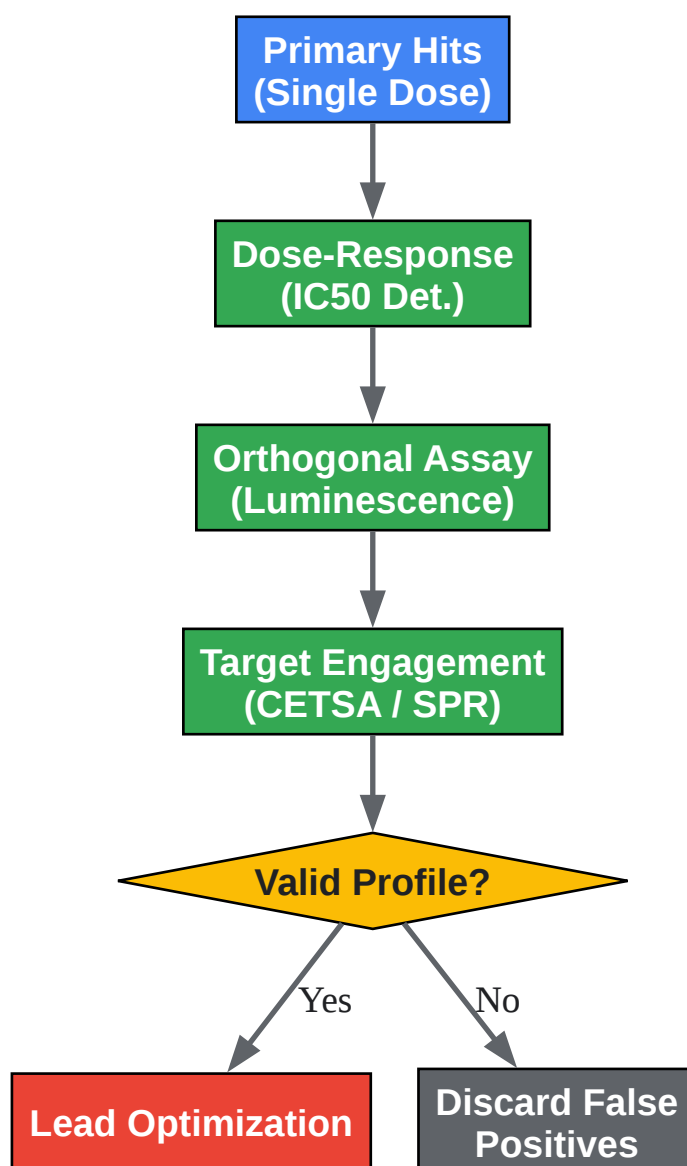 Primary Hits
(Single Dose)
Dose-Response
(IC50 Det.)
Orthogonal Assay
(Luminescence)
Target Engagement
(CETSA / SPR)
Valid Profile?
Yes
No
Lead Optimization
Discard False
Positives